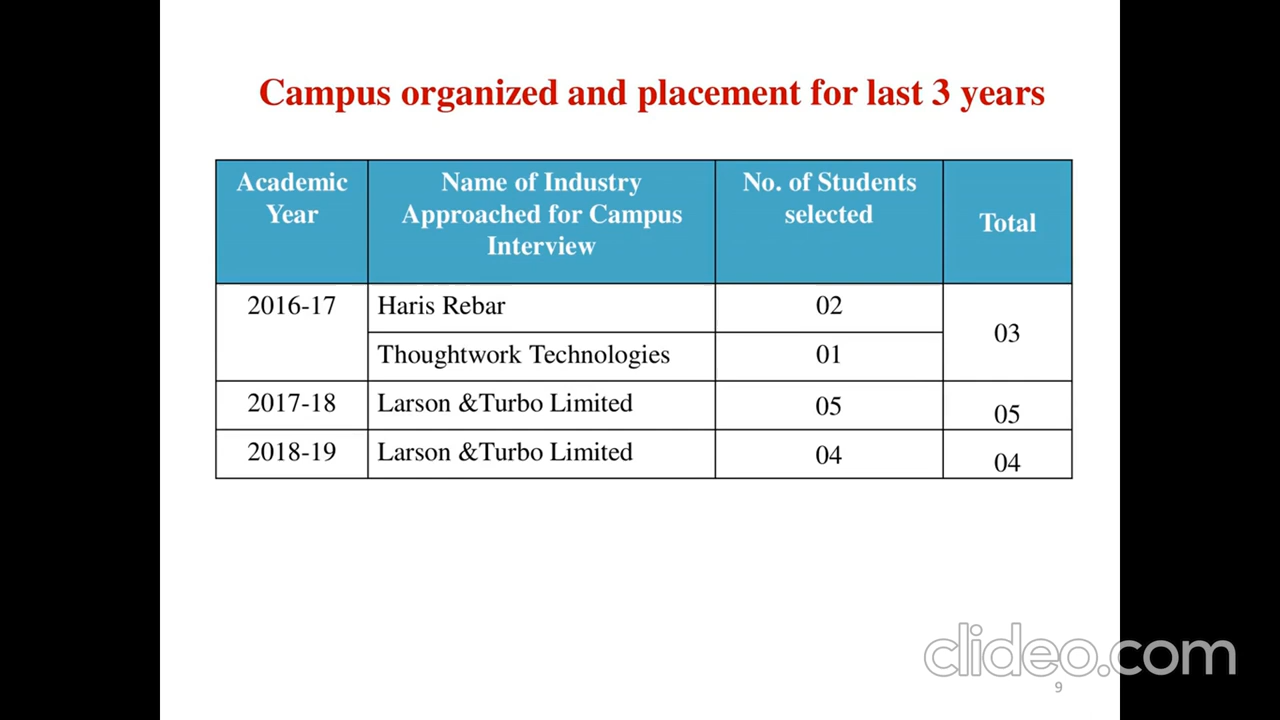 Campus organized and placement for last 3 years
Academic Year
Name of Industry Approached for Campus Interview
No. of Students selected
Total
2016-17
Haris Rebar
02
03
Thoughtwork Technologies
01
2017-18
Larson &Turbo Limited
05
05
2018-19
Larson &Turbo Limited
04
04
clideo.com
9